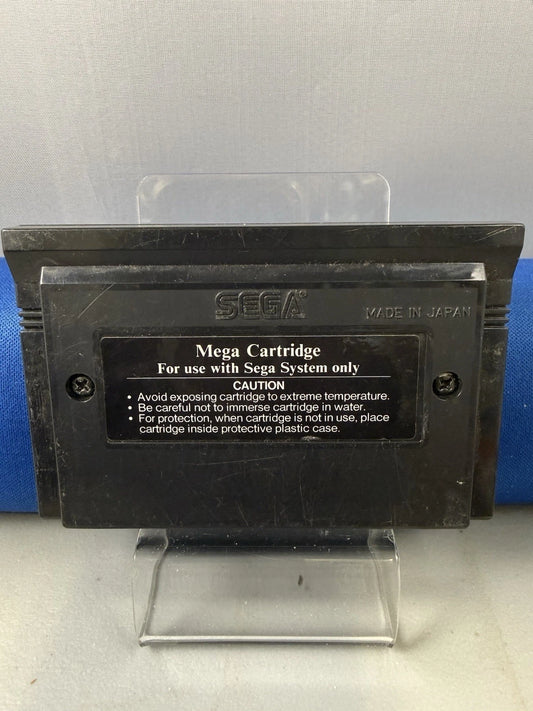 SEGA®
MADE IN JAPAN
Mega Cartridge
For use with Sega System only
CAUTION
• Avoid exposing cartridge to extreme temperature.
• Be careful not to immerse cartridge in water.
• For protection, when cartridge is not in use, place
cartridge inside protective plastic case.